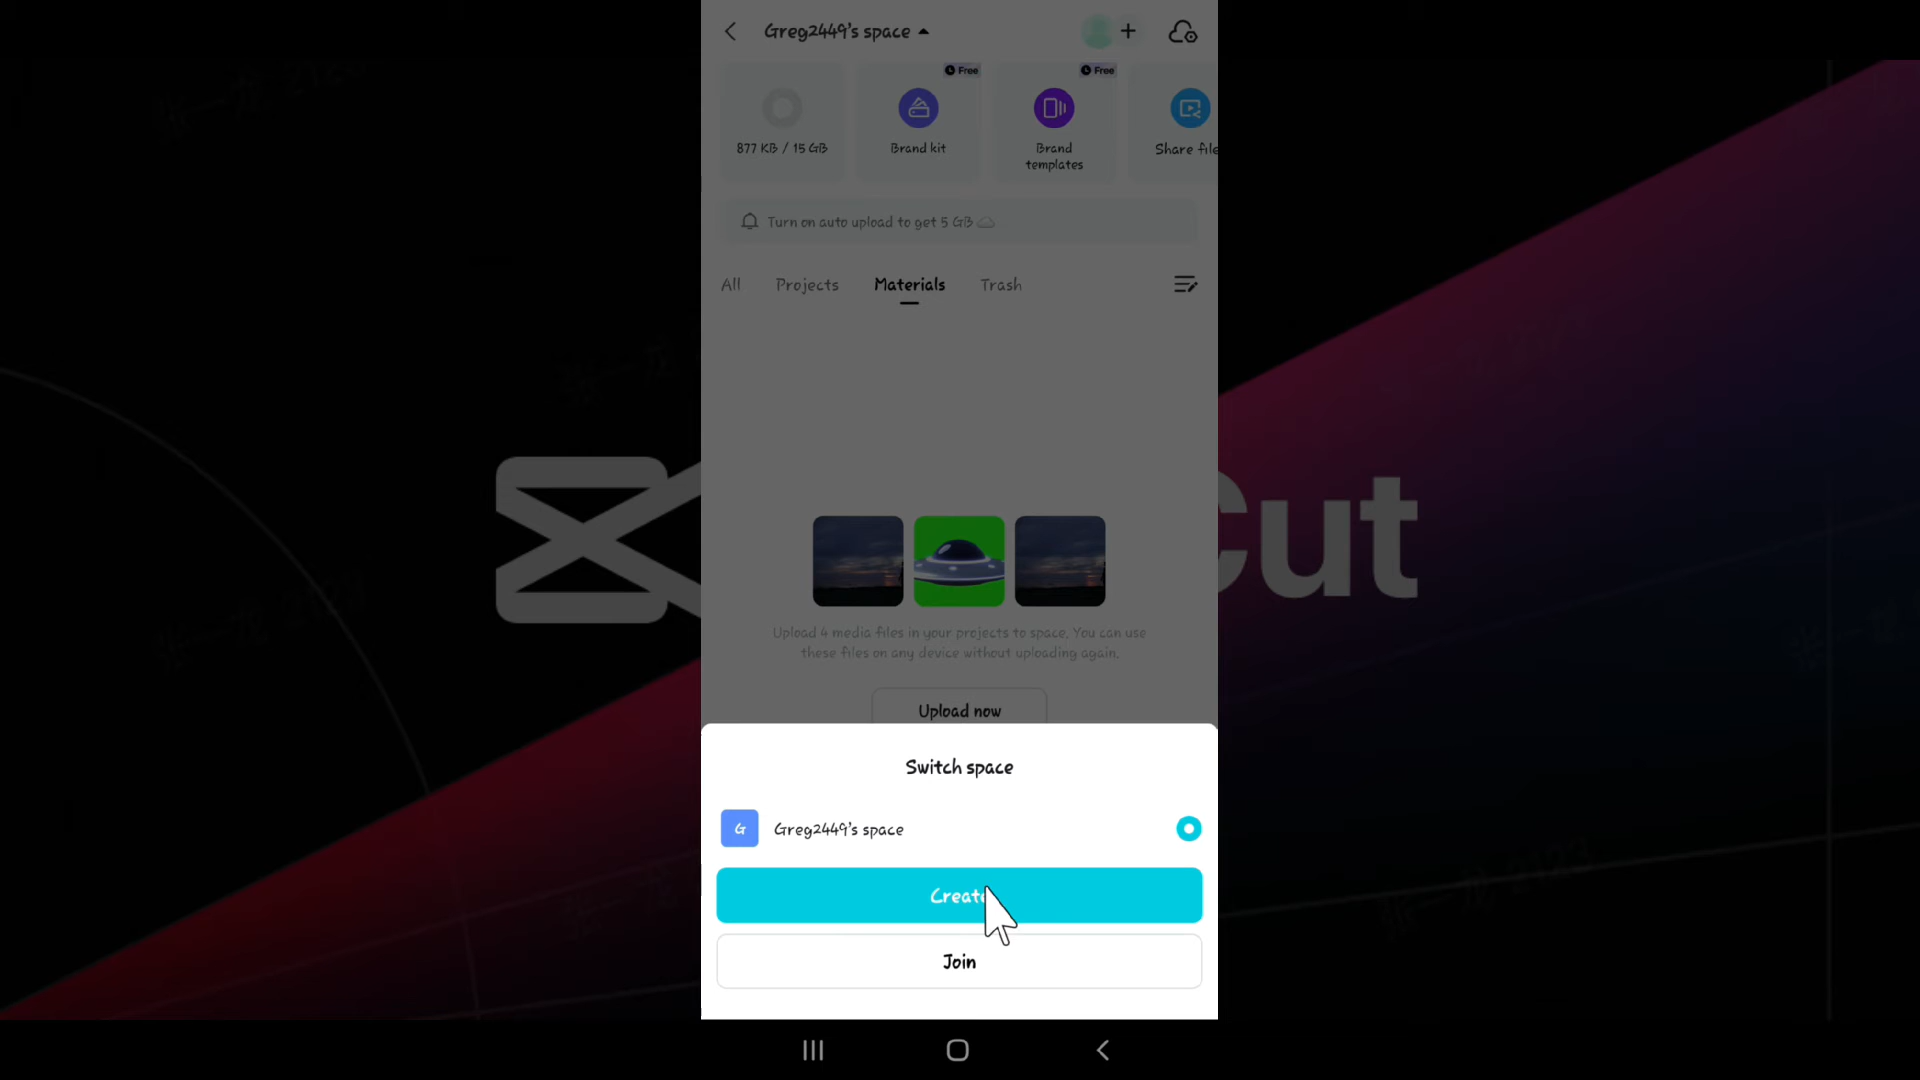 Greg2449's space
Free
Free
877 KB / 15 GB
Brand kit
Brand
templates
Share file
Turn on auto upload to get 5 GB
All
Projects
Materials
Trash
Cut
Upload 4 media files in your projects to space. You can use
these files on any device without uploading again.
Upload now
Switch space
G
Greg2449's space
Create
Join